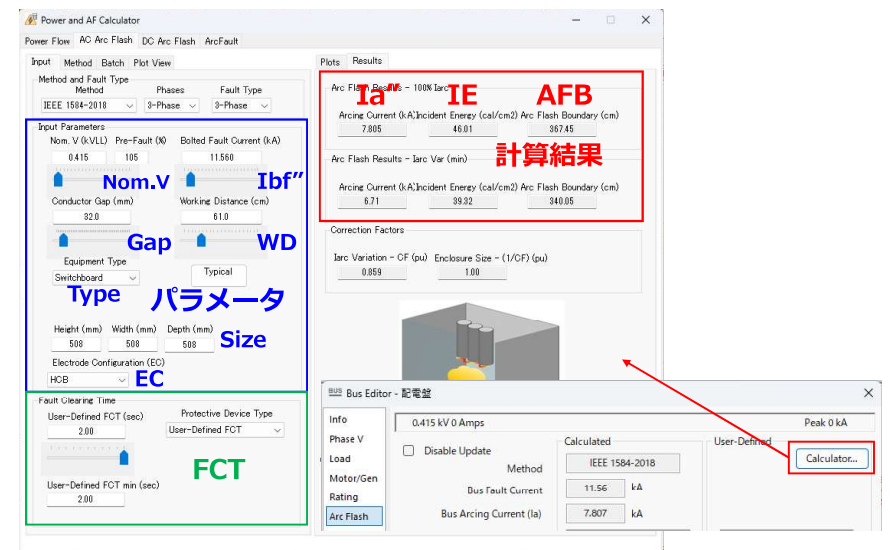 Power and AF Calculator
Power Flow AC Arc Flash DC Arc Flash ArcFault
Input Method Batch Plot View
Method and Fault Type
Method Phases Fault Type
IEEE 1584-2018 3-Phase 3-Phase
Input Parameters
Nom. V (kVLL) Pre-Fault (%) Bolted Fault Current (kA)
0.415 105 11.560
Nom.V Ibf"
Conductor Gap (mm) Working Distance (cm)
32.0 61.0
Gap WD
Equipment Type
Switchboard Typical
Type パラメータ
Height (mm) Width (mm) Depth (mm)
508 508 508 Size
Electrode Configuration (EC)
HCB EC
Fault Clearing Time
User-Defined FCT (sec) Protective Device Type
2.00 User-Defined FCT
FCT
User-Defined FCT min (sec)
2.00
Plots Results
Arc Flash Results - 100% Iarc
Ia" IE AFB
Arcing Current (kA) Incident Energy (cal/cm2) Arc Flash Boundary (cm)
7.805 46.01 367.45
計算結果
Arc Flash Results - Iarc Var (min)
Arcing Current (kA) Incident Energy (cal/cm2) Arc Flash Boundary (cm)
6.71 39.32 340.05
Correction Factors
Iarc Variation - CF (pu) Enclosure Size - (1/CF) (pu)
0.859 1.00
BUS Bus Editor - 配電盤
Info
Phase V
Load
Motor/Gen
Rating
Arc Flash
0.415 kV 0 Amps Peak 0 kA
Disable Update Calculated User-Defined
Calculator...
Method IEEE 1584-2018
Bus Fault Current 11.56 kA
Bus Arcing Current (Ia) 7.807 kA